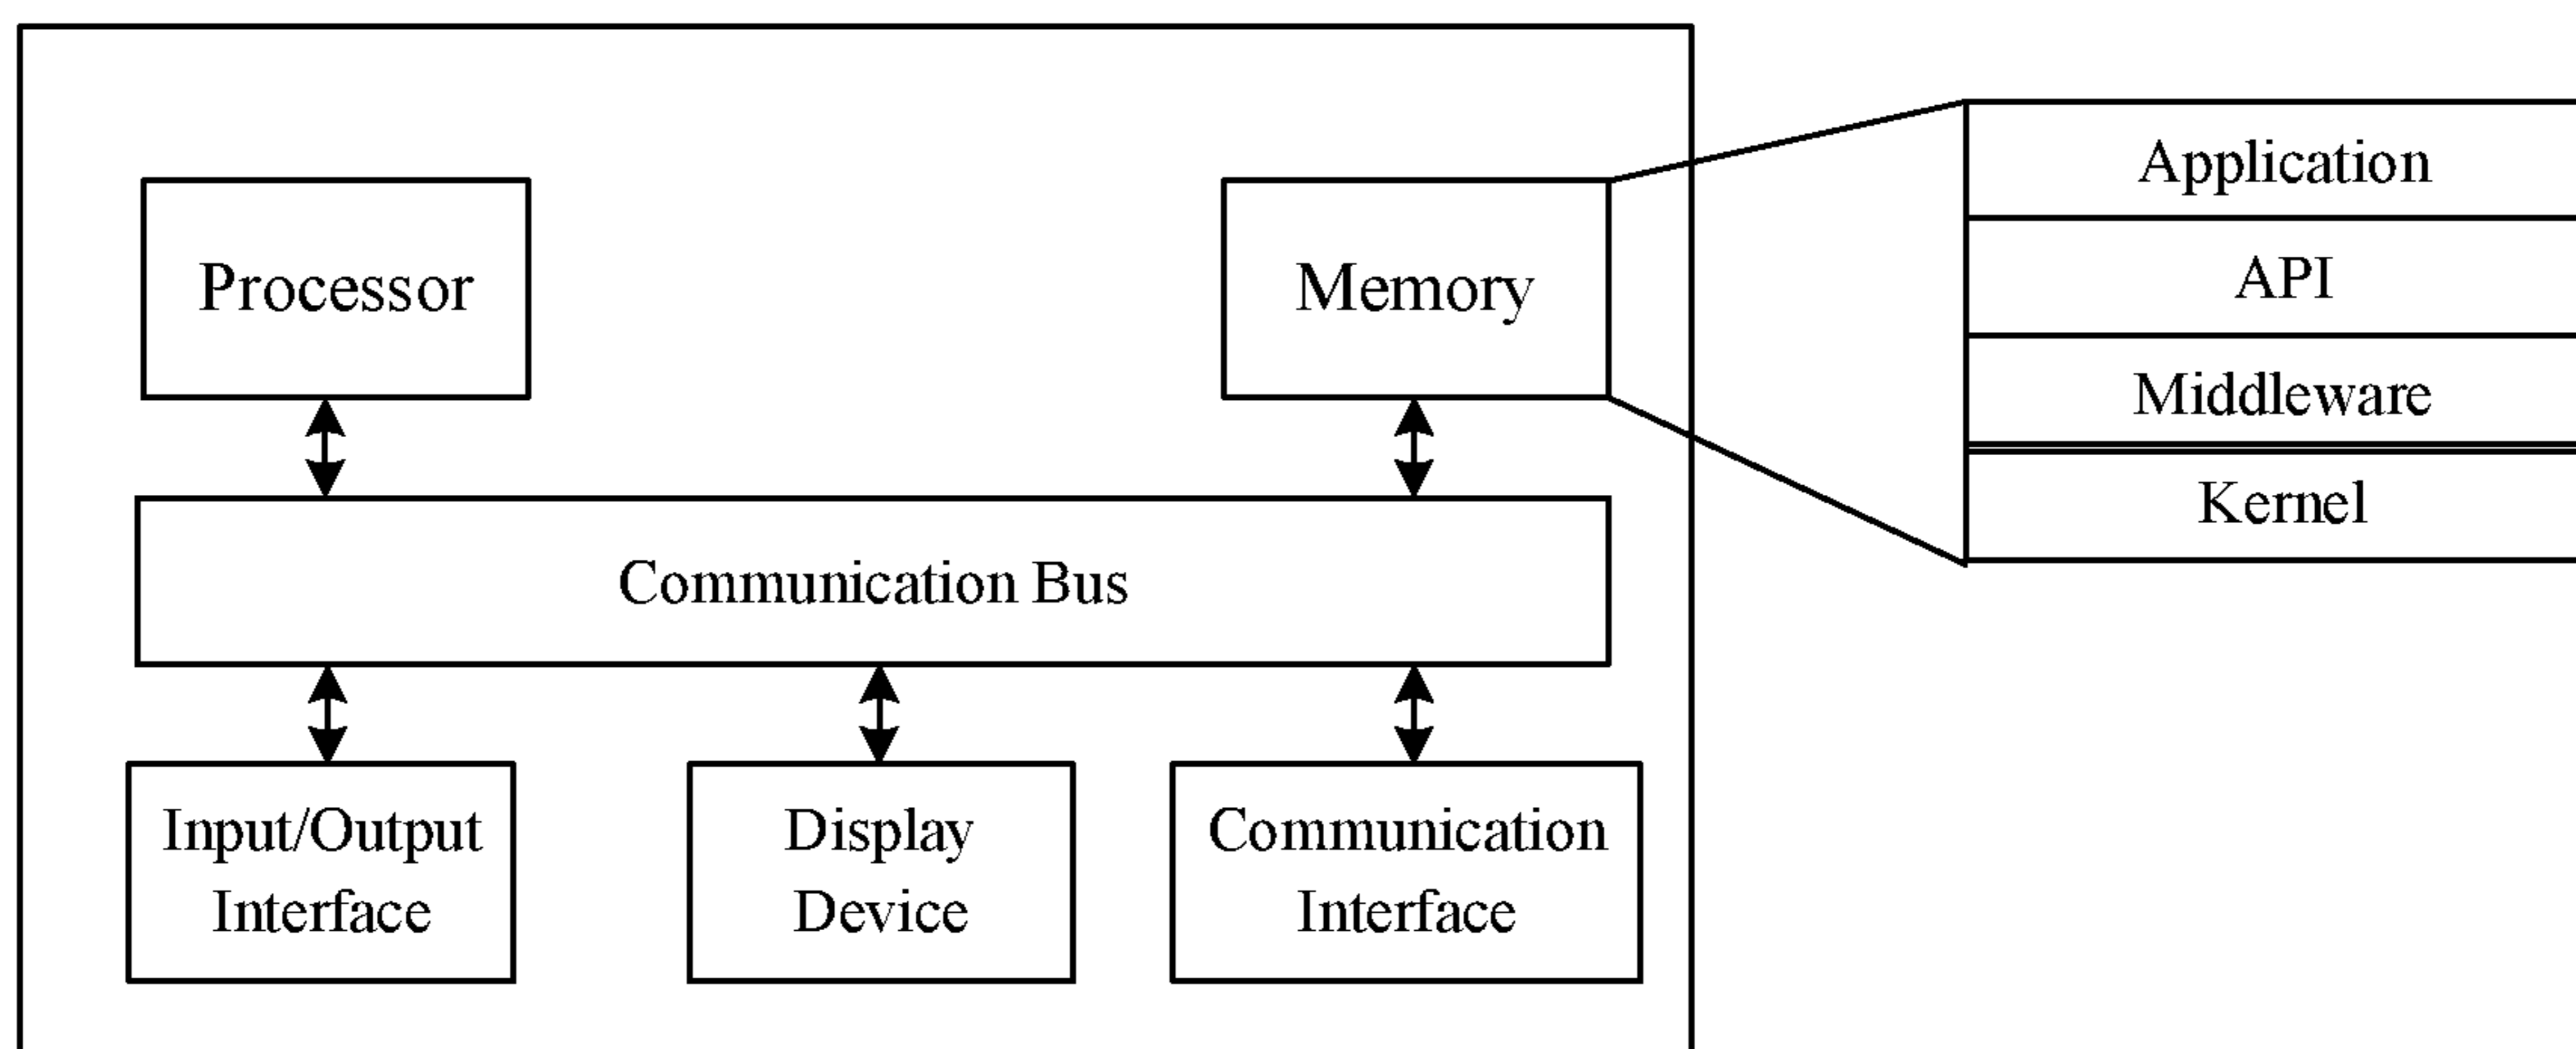 Application
Processor
Memory
API
Middleware
Kernel
Communication Bus
Input/Output
Interface
Display
Device
Communication
Interface